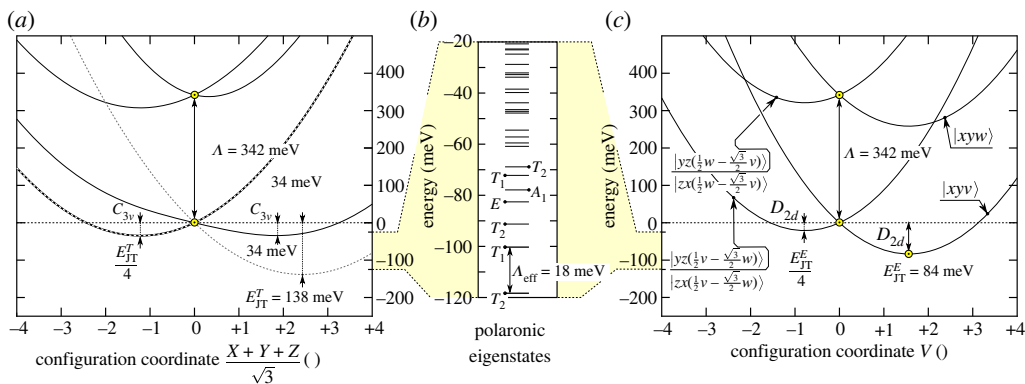 (a)
(b)
(c)
400
300
200
100
0
−100
−200
−4 −3 −2 −1 0 +1 +2 +3 +4
configuration coordinate (X + Y + Z)/√3 ()
Λ = 342 meV
34 meV
C3v
C3v
34 meV
E^T_JT/4
E^T_JT = 138 meV
energy (meV)
−20
−40
−60
−80
−100
−120
T2
T1
A1
E
T2
T1
Λeff = 18 meV
T2
polaronic
eigenstates
energy (meV)
400
300
200
100
0
−100
−200
−4 −3 −2 −1 0 +1 +2 +3 +4
configuration coordinate V ()
Λ = 342 meV
|xyw⟩
|yz(½w − √3/2 v)⟩
|zx(½w − √3/2 v)⟩
|xyv⟩
D2d
D2d
|yz(½v − √3/2 w)⟩
|zx(½v − √3/2 w)⟩
E^E_JT/4
E^E_JT = 84 meV